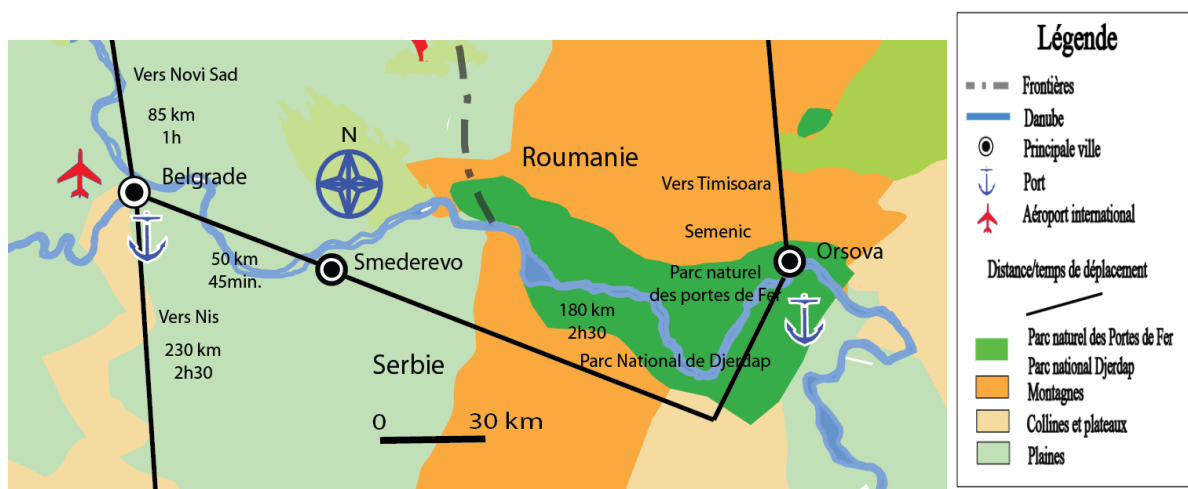 Vers Novi Sad
85 km
1h
Belgrade
N
Roumanie
Vers Timisoara
Semenic
Orsova
50 km
45min.
Smederevo
Parc naturel
des portes de Fer
Vers Nis
230 km
2h30
180 km
2h30
Parc National de Djerdap
Serbie
0 30 km
Légende
Frontières
Danube
Principale ville
Port
Aéroport international
Distance/temps de déplacement
Parc naturel des Portes de Fer
Parc national Djerdap
Montagnes
Collines et plateaux
Plaines